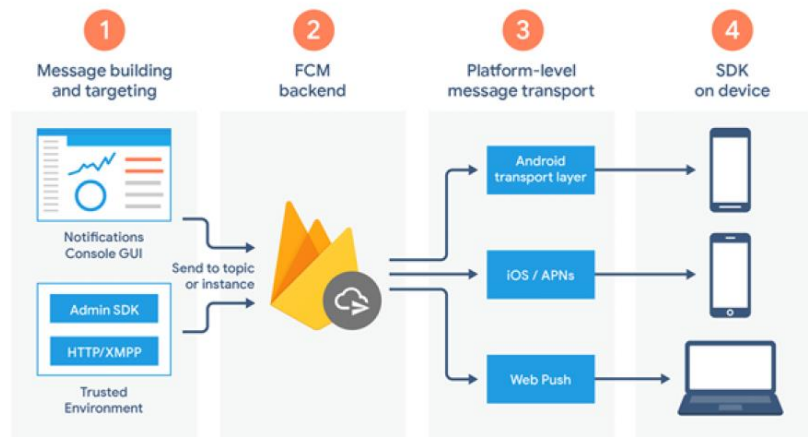 1
Message building
and targeting
2
FCM
backend
3
Platform-level
message transport
4
SDK
on device
Notifications
Console GUI
Send to topic
or instance
Admin SDK
HTTP/XMPP
Trusted
Environment
Android
transport layer
iOS / APNs
Web Push